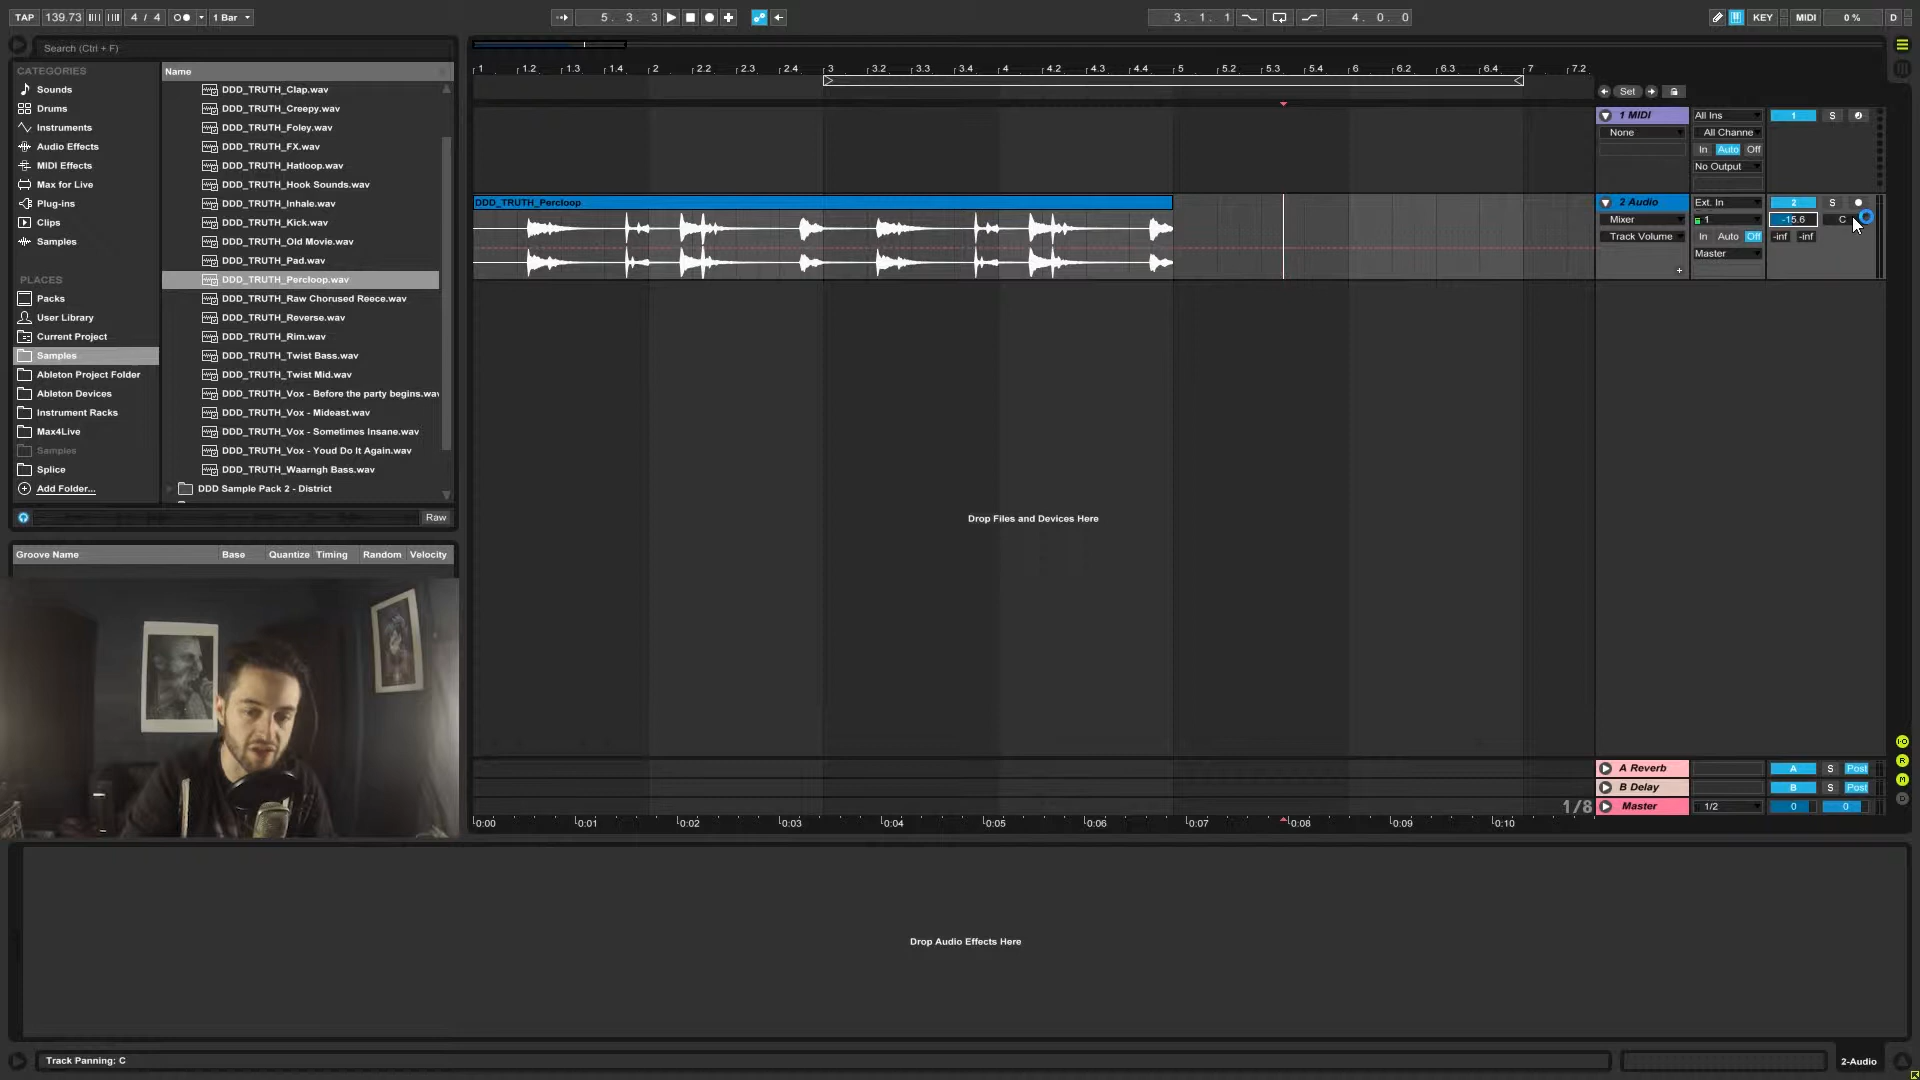 TAP 139.73 4 / 4 1 Bar 5. 3. 3 3. 1. 1 4. 0. 0 KEY MIDI 0 % D
Search (Ctrl + F)
CATEGORIES
Sounds
Drums
Instruments
Audio Effects
MIDI Effects
Max for Live
Plug-ins
Clips
Samples
PLACES
Packs
User Library
Current Project
Samples
Ableton Project Folder
Ableton Devices
Instrument Racks
Max4Live
Samples
Splice
Add Folder...
Name
DDD_TRUTH_Clap.wav
DDD_TRUTH_Creepy.wav
DDD_TRUTH_Foley.wav
DDD_TRUTH_FX.wav
DDD_TRUTH_Hatloop.wav
DDD_TRUTH_Hook Sounds.wav
DDD_TRUTH_Inhale.wav
DDD_TRUTH_Kick.wav
DDD_TRUTH_Old Movie.wav
DDD_TRUTH_Pad.wav
DDD_TRUTH_Percloop.wav
DDD_TRUTH_Raw Chorused Reece.wav
DDD_TRUTH_Reverse.wav
DDD_TRUTH_Rim.wav
DDD_TRUTH_Twist Bass.wav
DDD_TRUTH_Twist Mid.wav
DDD_TRUTH_Vox - Before the party begins.wav
DDD_TRUTH_Vox - Mideast.wav
DDD_TRUTH_Vox - Sometimes Insane.wav
DDD_TRUTH_Vox - Youd Do It Again.wav
DDD_TRUTH_Waarngh Bass.wav
DDD Sample Pack 2 - District
Raw
Groove Name Base Quantize Timing Random Velocity
1 1.2 1.3 1.4 2 2.2 2.3 2.4 3 3.2 3.3 3.4 4 4.2 4.3 4.4 5 5.2 5.3 5.4 6 6.2 6.3 6.4 7 7.2
Set
1 MIDI All Ins 1 S
None All Channe
In Auto Off
No Output
DDD_TRUTH_Percloop
2 Audio Ext. In 2 S
Mixer 1 -15.6 C
Track Volume In Auto Off -inf -inf
Master
Drop Files and Devices Here
A Reverb A S Post
B Delay B S Post
1/8 Master 1/2 0 0
0:00 0:01 0:02 0:03 0:04 0:05 0:06 0:07 0:08 0:09 0:10
Drop Audio Effects Here
Track Panning: C
2-Audio